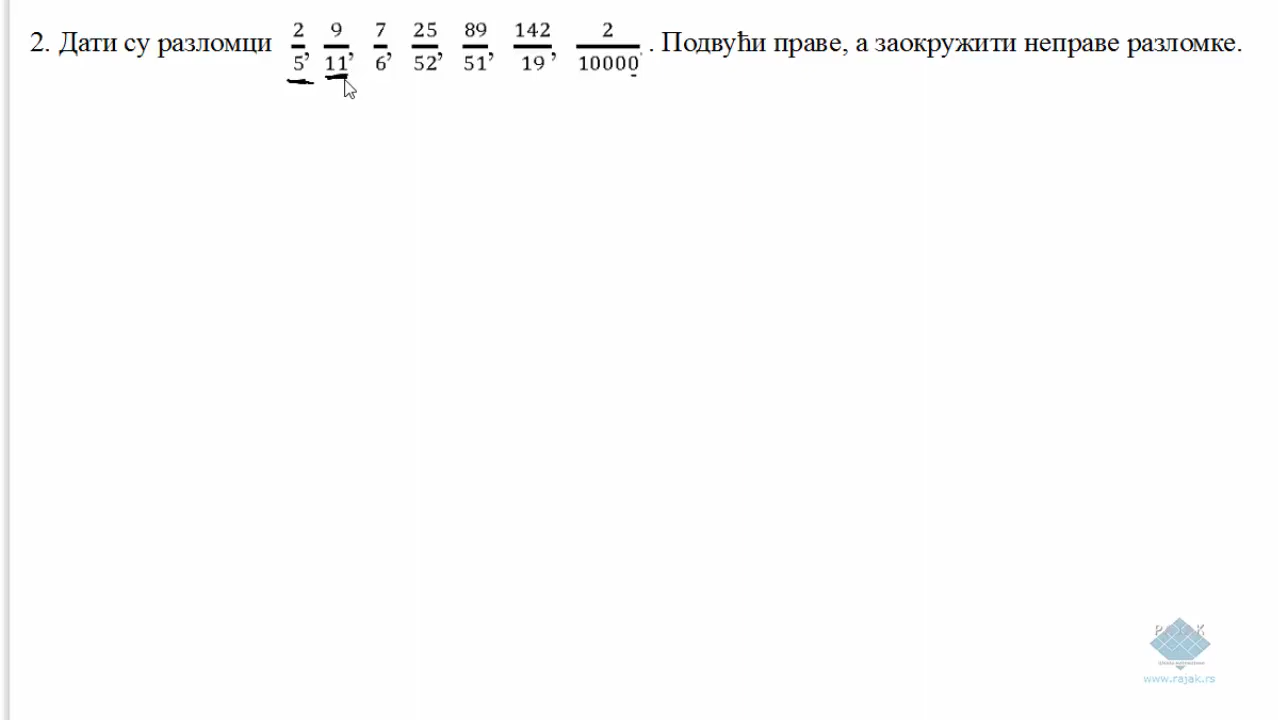 2. Дати су разломци 2/5, 9/11, 7/6, 25/52, 89/51, 142/19, 2/10000. Подвући праве, а заокружити неправе разломке.
www.rajak.rs